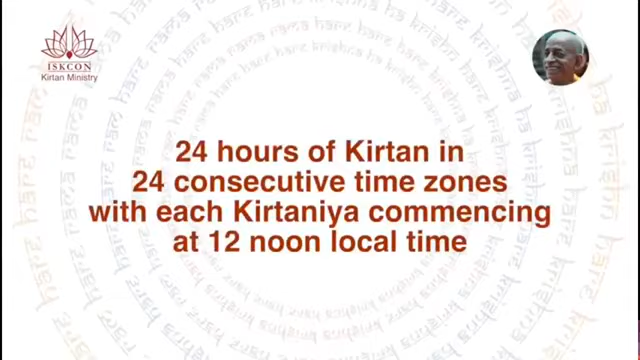 ISKCON
Kirtan Ministry
24 hours of Kirtan in
24 consecutive time zones
with each Kirtaniya commencing
at 12 noon local time